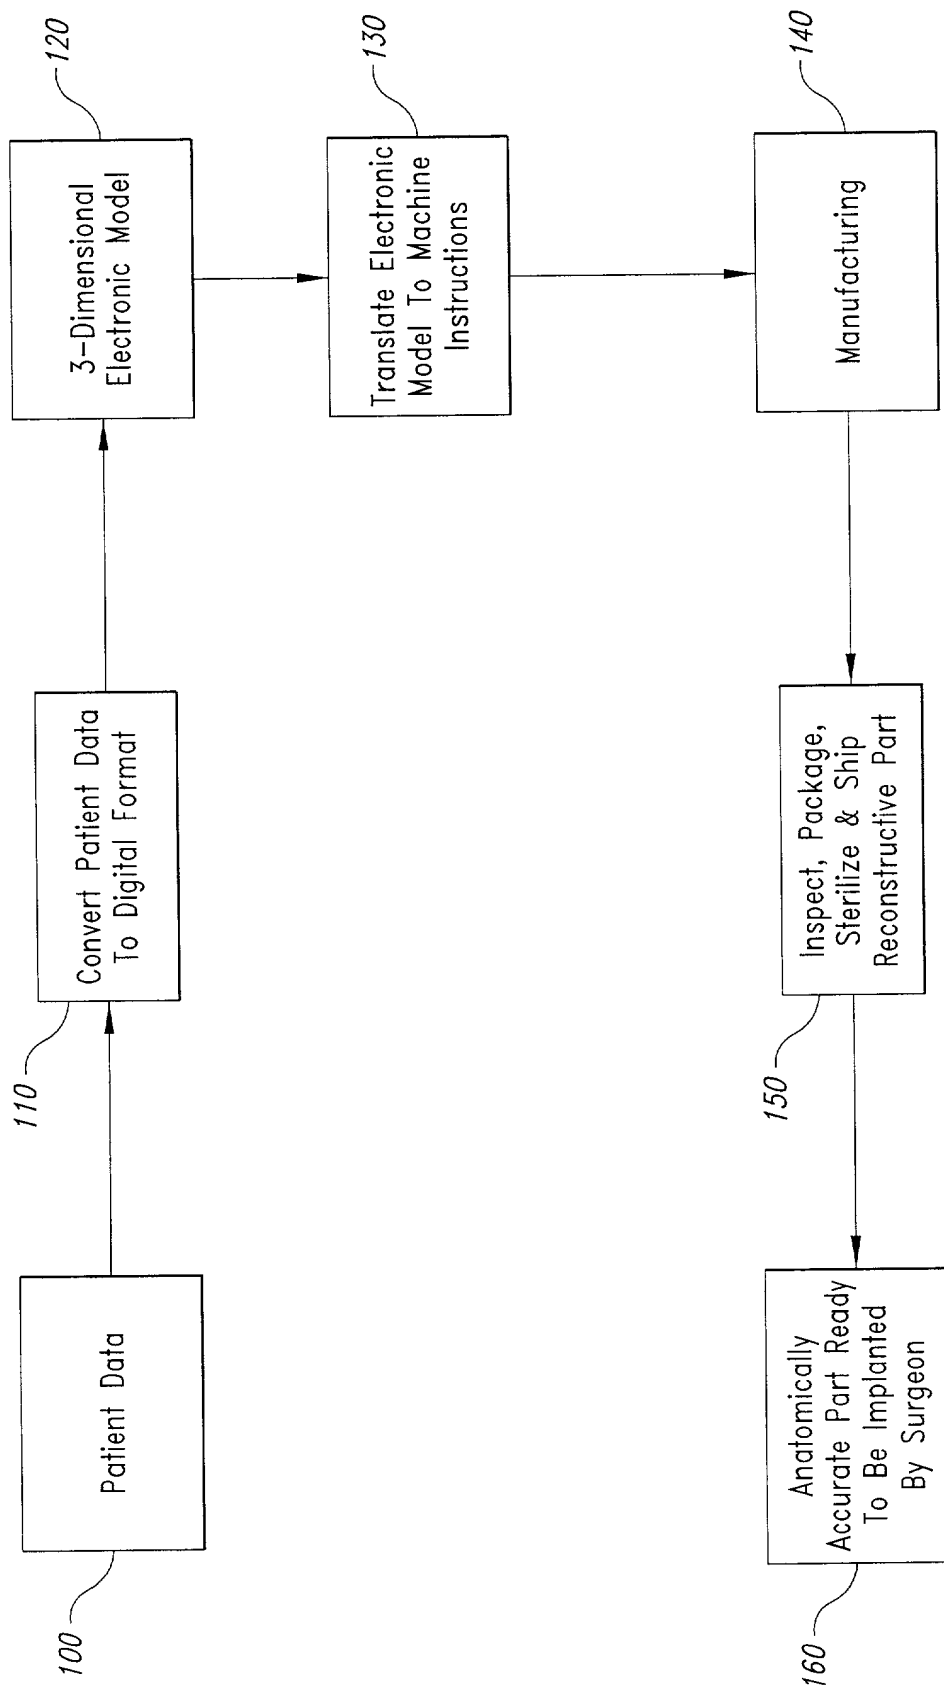 100
Patient Data
110
Convert Patient Data
To Digital Format
120
3-Dimensional
Electronic Model
130
Translate Electronic
Model To Machine
Instructions
140
Manufacturing
150
Inspect, Package,
Sterilize & Ship
Reconstructive Part
160
Anatomically
Accurate Part Ready
To Be Implanted
By Surgeon